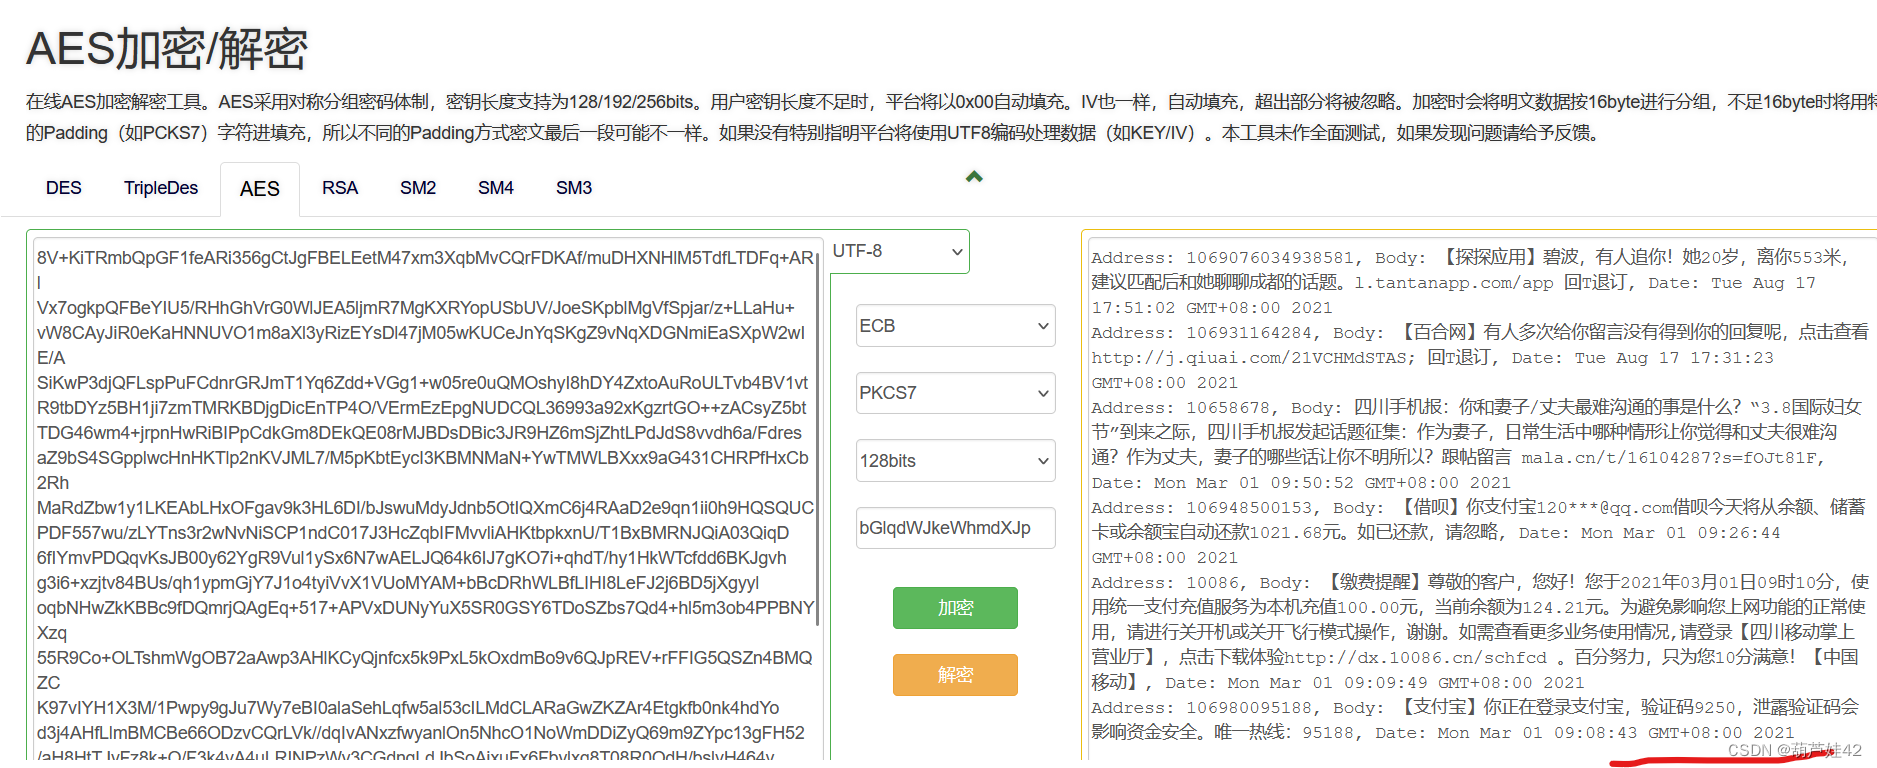 AES加密/解密
在线AES加密解密工具。AES采用对称分组密码体制，密钥长度支持为128/192/256bits。用户密钥长度不足时，平台将以0x00自动填充。IV也一样，自动填充，超出部分将被忽略。加密时会将明文数据按16byte进行分组，不足16byte时将用特
的Padding（如PCKS7）字符进填充，所以不同的Padding方式密文最后一段可能不一样。如果没有特别指明平台将使用UTF8编码处理数据（如KEY/IV）。本工具未作全面测试，如果发现问题请给予反馈。
DES TripleDes AES RSA SM2 SM4 SM3
8V+KiTRmbQpGF1feARi356gCtJgFBELEetM47xm3XqbMvCQrFDKAf/muDHXNHIM5TdfLTDFq+AR
I
Vx7ogkpQFBeYIU5/RHhGhVrG0WlJEA5ljmR7MgKXRYopUSbUV/JoeSKpblMgVfSpjar/z+LLaHu+
vW8CAyJiR0eKaHNNUVO1m8aXl3yRizEYsDl47jM05wKUCeJnYqSKgZ9vNqXDGNmiEaSXpW2wI
E/A
SiKwP3djQFLspPuFCdnrGRJmT1Yq6Zdd+VGg1+w05re0uQMOshyI8hDY4ZxtoAuRoULTvb4BV1vt
R9tbDYz5BH1ji7zmTMRKBDjgDicEnTP4O/VErmEzEpgNUDCQL36993a92xKgzrtGO++zACsyZ5bt
TDG46wm4+jrpnHwRiBIPpCdkGm8DEkQE08rMJBDsDBic3JR9HZ6mSjZhtLPdJdS8vvdh6a/Fdres
aZ9bS4SGpplwcHnHKTlp2nKVJML7/M5pKbtEycI3KBMNMaN+YwTMWLBXxx9aG431CHRPfHxCb
2Rh
MaRdZbw1y1LKEAbLHxOFgav9k3HL6DI/bJswuMdyJdnb5OtIQXmC6j4RAaD2e9qn1ii0h9HQSQUC
PDF557wu/zLYTns3r2wNvNiSCP1ndC017J3HcZqbIFMvvliAHKtbpkxnU/T1BxBMRNJQiA03QiqD
6flYmvPDQqvKsJB00y62YgR9Vul1ySx6N7wAELJQ64k6lJ7gKO7i+qhdT/hy1HkWTcfdd6BKJgvh
g3i6+xzjtv84BUs/qh1ypmGjY7J1o4tyiVvX1VUoMYAM+bBcDRhWLBfLIHI8LeFJ2j6BD5jXgyyl
oqbNHwZkKBBc9fDQmrjQAgEq+517+APVxDUNyYuX5SR0GSY6TDoSZbs7Qd4+hl5m3ob4PPBNY
Xzq
55R9Co+OLTshmWgOB72aAwp3AHlKCyQjnfcx5k9PxL5kOxdmBo9v6QJpREV+rFFIG5QSZn4BMQ
ZC
K97vIYH1X3M/1Pwpy9gJu7Wy7eBI0alaSehLqfw5al53clLMdCLARaGwZKZAr4Etgkfb0nk4hdYo
d3j4AHfLlmBMCBe66ODzvCQrLVk//dqIvANxzfwyanlOn5NhcO1NoWmDDiZyQ69m9ZYpc13gFH52
UTF-8
ECB
PKCS7
128bits
bGlqdWJkeWhmdXJp
加密
解密
Address: 1069076034938581, Body: 【探探应用】碧波，有人追你！她20岁，离你553米，
建议匹配后和她聊聊成都的话题。l.tantanapp.com/app 回T退订, Date: Tue Aug 17
17:51:02 GMT+08:00 2021
Address: 106931164284, Body: 【百合网】有人多次给你留言没有得到你的回复呢，点击查看
http://j.qiuai.com/21VCHMdSTAS; 回T退订, Date: Tue Aug 17 17:31:23
GMT+08:00 2021
Address: 10658678, Body: 四川手机报：你和妻子/丈夫最难沟通的事是什么？“3.8国际妇女
节”到来之际，四川手机报发起话题征集：作为妻子，日常生活中哪种情形让你觉得和丈夫很难沟
通？作为丈夫，妻子的哪些话让你不明所以？跟帖留言 mala.cn/t/16104287?s=fOJt81F,
Date: Mon Mar 01 09:50:52 GMT+08:00 2021
Address: 106948500153, Body: 【借呗】你支付宝120***@qq.com借呗今天将从余额、储蓄
卡或余额宝自动还款1021.68元。如已还款，请忽略, Date: Mon Mar 01 09:26:44
GMT+08:00 2021
Address: 10086, Body: 【缴费提醒】尊敬的客户，您好！您于2021年03月01日09时10分，使
用统一支付充值服务为本机充值100.00元，当前余额为124.21元。为避免影响您上网功能的正常使
用，请进行关开机或关开飞行模式操作，谢谢。如需查看更多业务使用情况,请登录【四川移动掌上
营业厅】，点击下载体验http://dx.10086.cn/schfcd 。百分努力，只为您10分满意！【中国
移动】, Date: Mon Mar 01 09:09:49 GMT+08:00 2021
Address: 106980095188, Body: 【支付宝】你正在登录支付宝，验证码9250，泄露验证码会
影响资金安全。唯一热线：95188, Date: Mon Mar 01 09:08:43 GMT+08:00 2021
CSDN @葫芦娃42